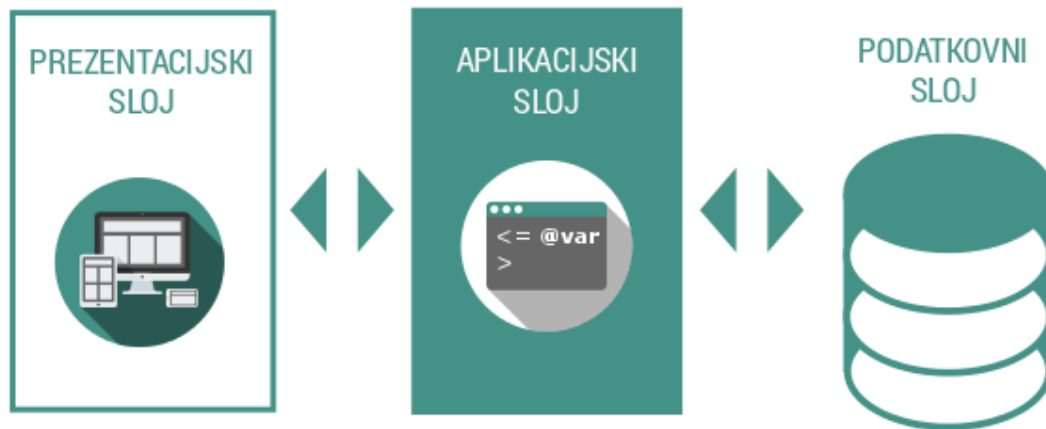 PREZENTACIJSKI
SLOJ
APLIKACIJSKI
SLOJ
<= @var
>
PODATKOVNI
SLOJ